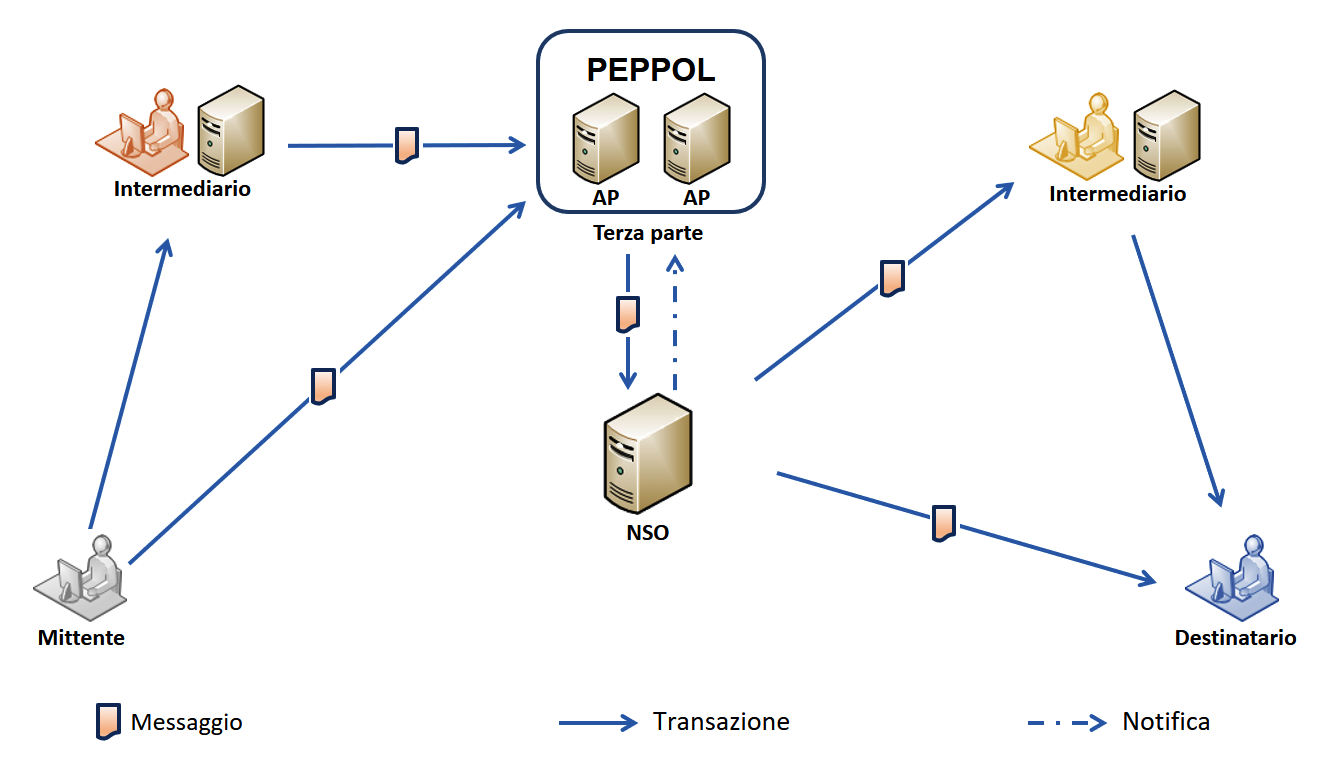 PEPPOL
AP
AP
Terza parte
Intermediario
Intermediario
NSO
Mittente
Destinatario
Messaggio
Transazione
Notifica